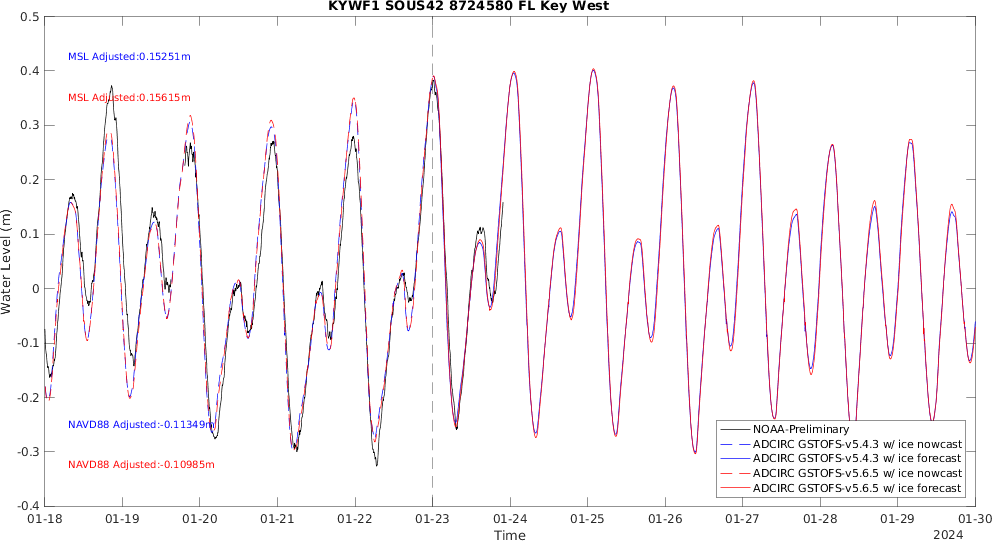 KYWF1 SOUS42 8724580 FL Key West
0.5
0.4
0.3
0.2
0.1
0
-0.1
-0.2
-0.3
-0.4
Water Level (m)
MSL Adjusted:0.15251m
MSL Adjusted:0.15615m
NAVD88 Adjusted:-0.11349m
NAVD88 Adjusted:-0.10985m
NOAA-Preliminary
ADCIRC GSTOFS-v5.4.3 w/ ice nowcast
ADCIRC GSTOFS-v5.4.3 w/ ice forecast
ADCIRC GSTOFS-v5.6.5 w/ ice nowcast
ADCIRC GSTOFS-v5.6.5 w/ ice forecast
01-18 01-19 01-20 01-21 01-22 01-23 01-24 01-25 01-26 01-27 01-28 01-29 01-30
Time
2024